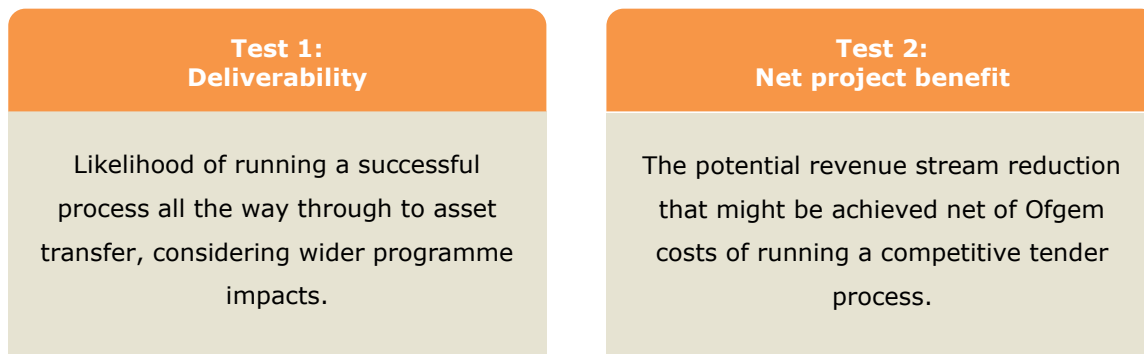 Test 1:
Deliverability
Likelihood of running a successful
process all the way through to asset
transfer, considering wider programme
impacts.
Test 2:
Net project benefit
The potential revenue stream reduction
that might be achieved net of Ofgem
costs of running a competitive tender
process.